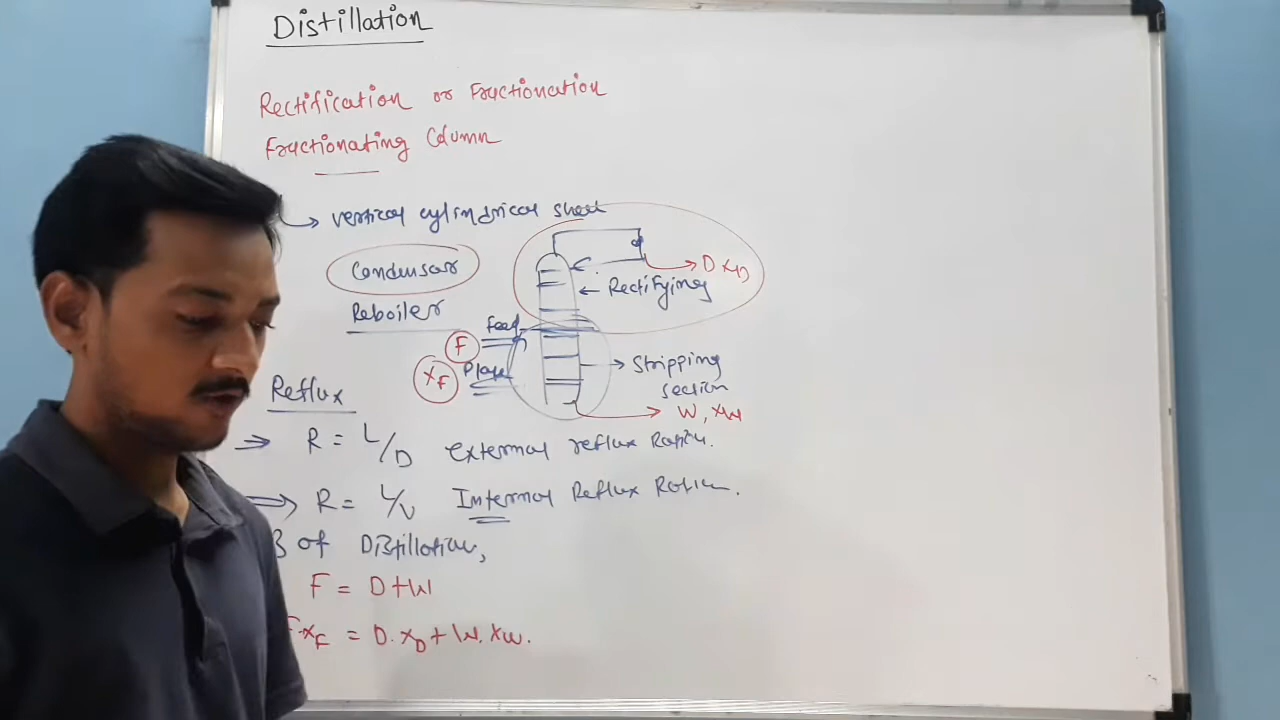 Distillation
Rectification or Fractionation
Fractionating Column
→ vertical cylindrical shell
Condensor
Reboiler
D xD
← Rectifying
Feed
F
Plate
xF
→ Stripping
section
W, xW
Reflux
⇒ R = L/D External reflux Ratio.
⇒ R = L/V Internal Reflux Ratio.
B of Distillation,
F = D+W
F.xF = D.xD + W.xW.